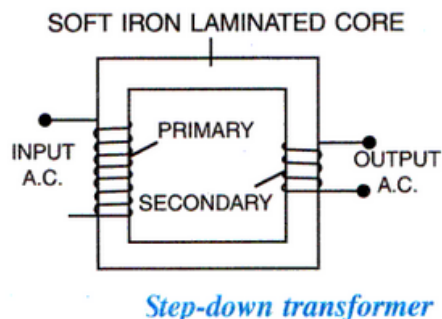 SOFT IRON LAMINATED CORE
PRIMARY
INPUT
A.C.
OUTPUT
A.C.
SECONDARY
Step-down transformer